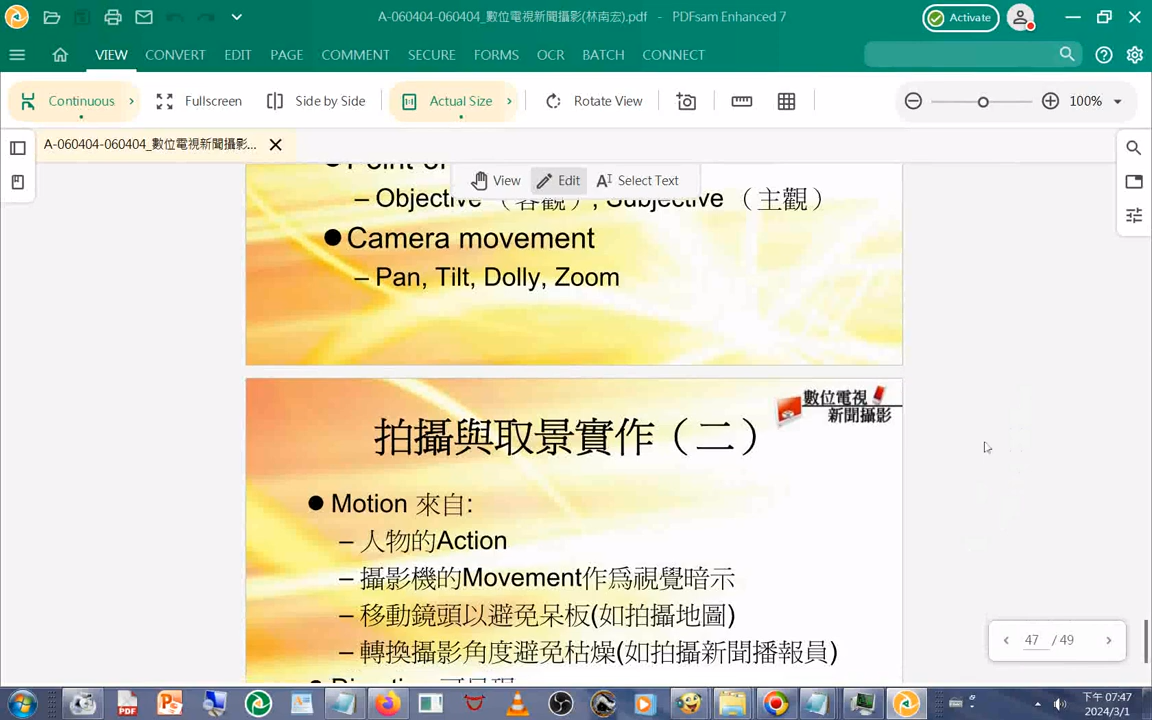 A-060404-060404_數位電視新聞攝影(林南宏).pdf - PDFsam Enhanced 7
Activate
VIEW CONVERT EDIT PAGE COMMENT SECURE FORMS OCR BATCH CONNECT
Continuous Fullscreen Side by Side Actual Size Rotate View 100%
A-060404-060404_數位電視新聞攝影...
View Edit Select Text
– Objective （客觀）, Subjective （主觀）
● Camera movement
– Pan, Tilt, Dolly, Zoom
數位電視
新聞攝影
拍攝與取景實作（二）
● Motion 來自:
– 人物的Action
– 攝影機的Movement作為視覺暗示
– 移動鏡頭以避免呆板(如拍攝地圖)
– 轉換攝影角度避免枯燥(如拍攝新聞播報員)
47 / 49
PDF
下午 07:47
2024/3/1